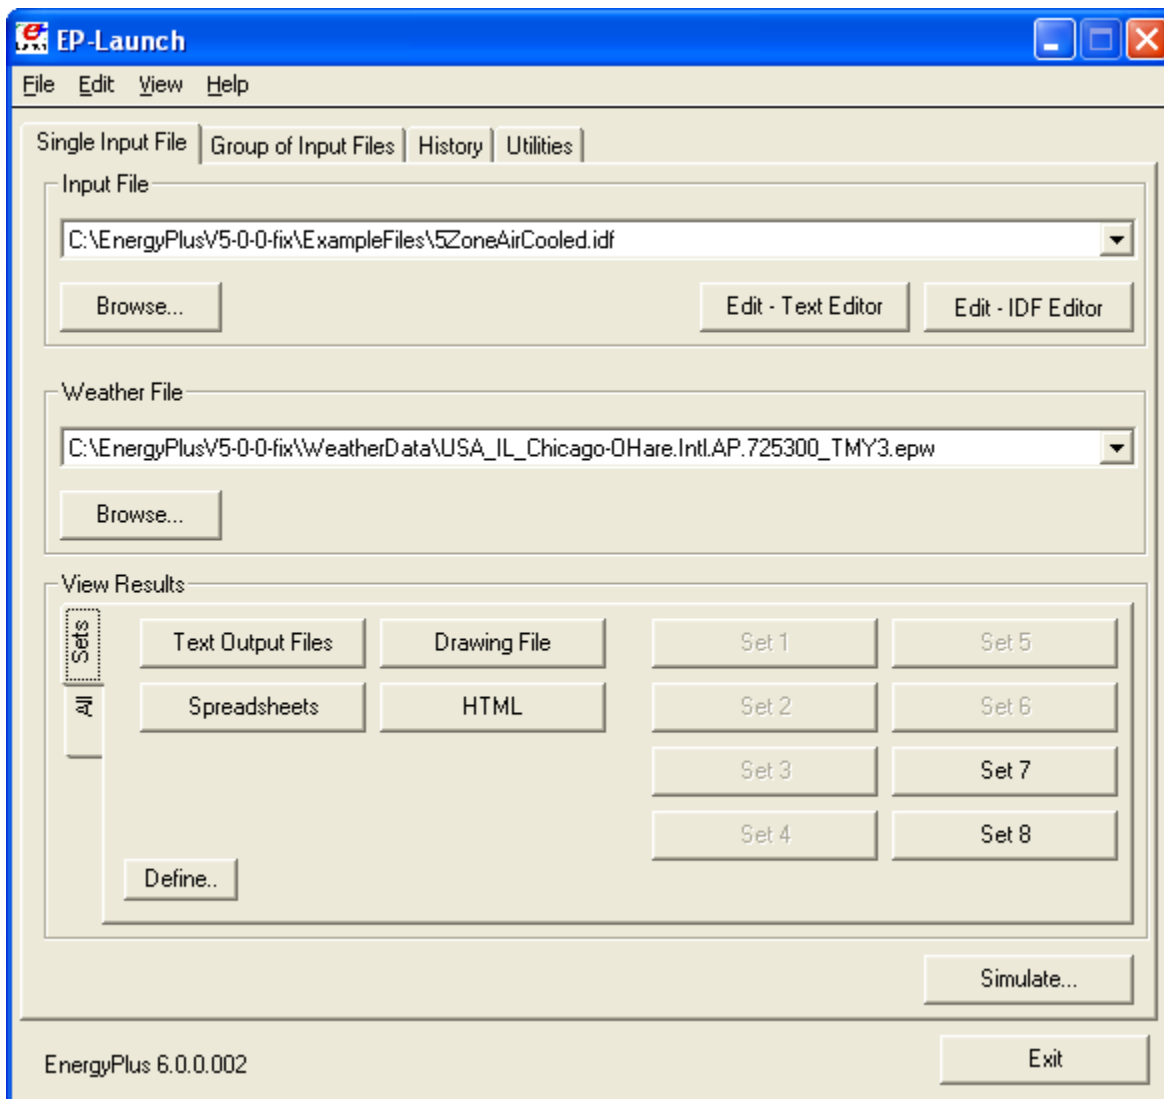 EP-Launch
File Edit View Help
Single Input File Group of Input Files History Utilities
Input File
C:\EnergyPlusV5-0-0-fix\ExampleFiles\5ZoneAirCooled.idf
Browse... Edit - Text Editor Edit - IDF Editor
Weather File
C:\EnergyPlusV5-0-0-fix\WeatherData\USA_IL_Chicago-OHare.Intl.AP.725300_TMY3.epw
Browse...
View Results
Sets
All
Text Output Files Drawing File Set 1 Set 5
Spreadsheets HTML Set 2 Set 6
Set 3 Set 7
Set 4 Set 8
Define..
Simulate...
EnergyPlus 6.0.0.002 Exit